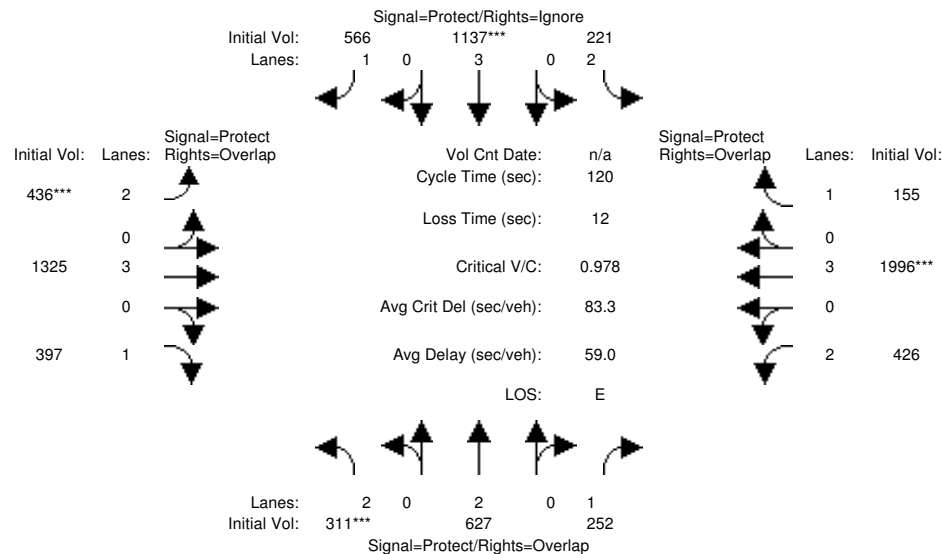 Signal=Protect/Rights=Ignore
Initial Vol: 566 1137*** 221
Lanes: 1 0 3 0 2
Signal=Protect Signal=Protect
Initial Vol: Lanes: Rights=Overlap Vol Cnt Date: n/a Rights=Overlap Lanes: Initial Vol:
Cycle Time (sec): 120
436*** 2 1 155
Loss Time (sec): 12
0 0
1325 3 Critical V/C: 0.978 3 1996***
0 Avg Crit Del (sec/veh): 83.3 0
397 1 Avg Delay (sec/veh): 59.0 2 426
LOS: E
Lanes: 2 0 2 0 1
Initial Vol: 311*** 627 252
Signal=Protect/Rights=Overlap